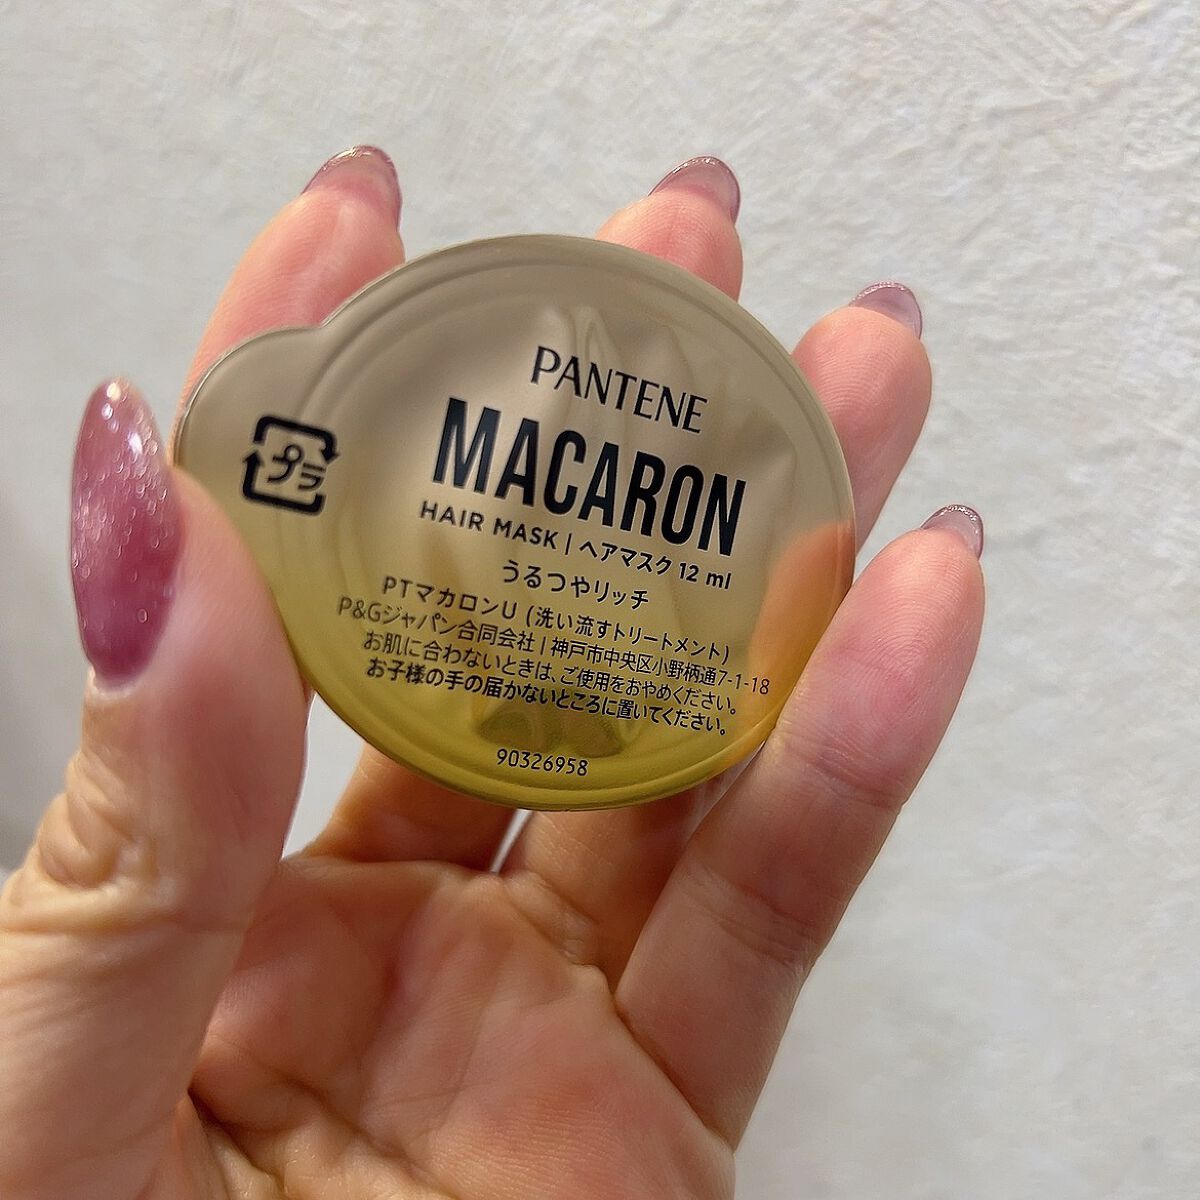 PANTENE
MACARON
HAIR MASK | ヘアマスク 12 ml
うるつやリッチ
PTマカロンU (洗い流すトリートメント)
P&Gジャパン合同会社 | 神戸市中央区小野柄通7-1-18
お肌に合わないときは、ご使用をおやめください。
お子様の手の届かないところに置いてください。
90326958
プラ